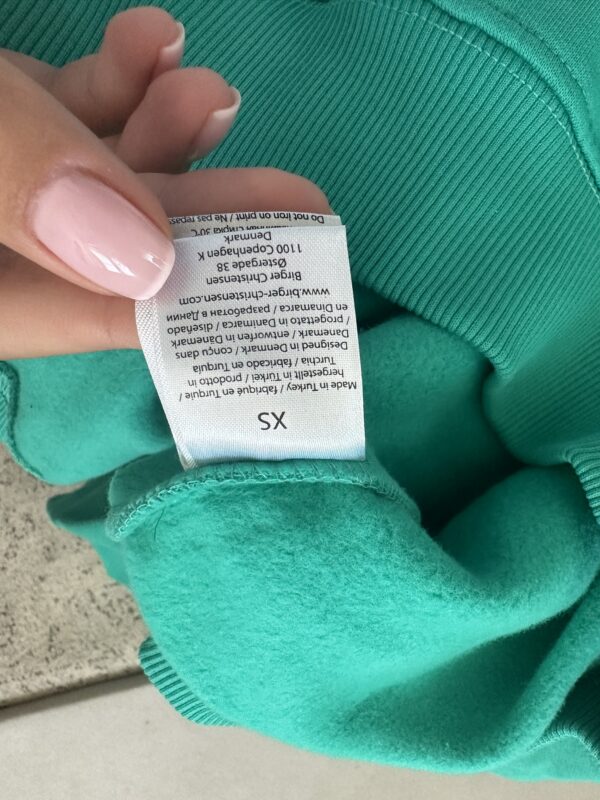 XS
Made in Turkey / fabriqué en Turquie /
hergestellt in Türkei / prodotto in
Turchia / fabricado en Turquía
Designed in Denmark / conçu dans
Danemark / entworfen in Dänemark
/ progettato in Danimarca / diseñado
en Dinamarca / разработан в Дании
www.birger-christensen.com
Birger Christensen
Østergade 38
1100 Copenhagen K
Denmark
стирка 30°C
Do not iron on print / Ne pas repass